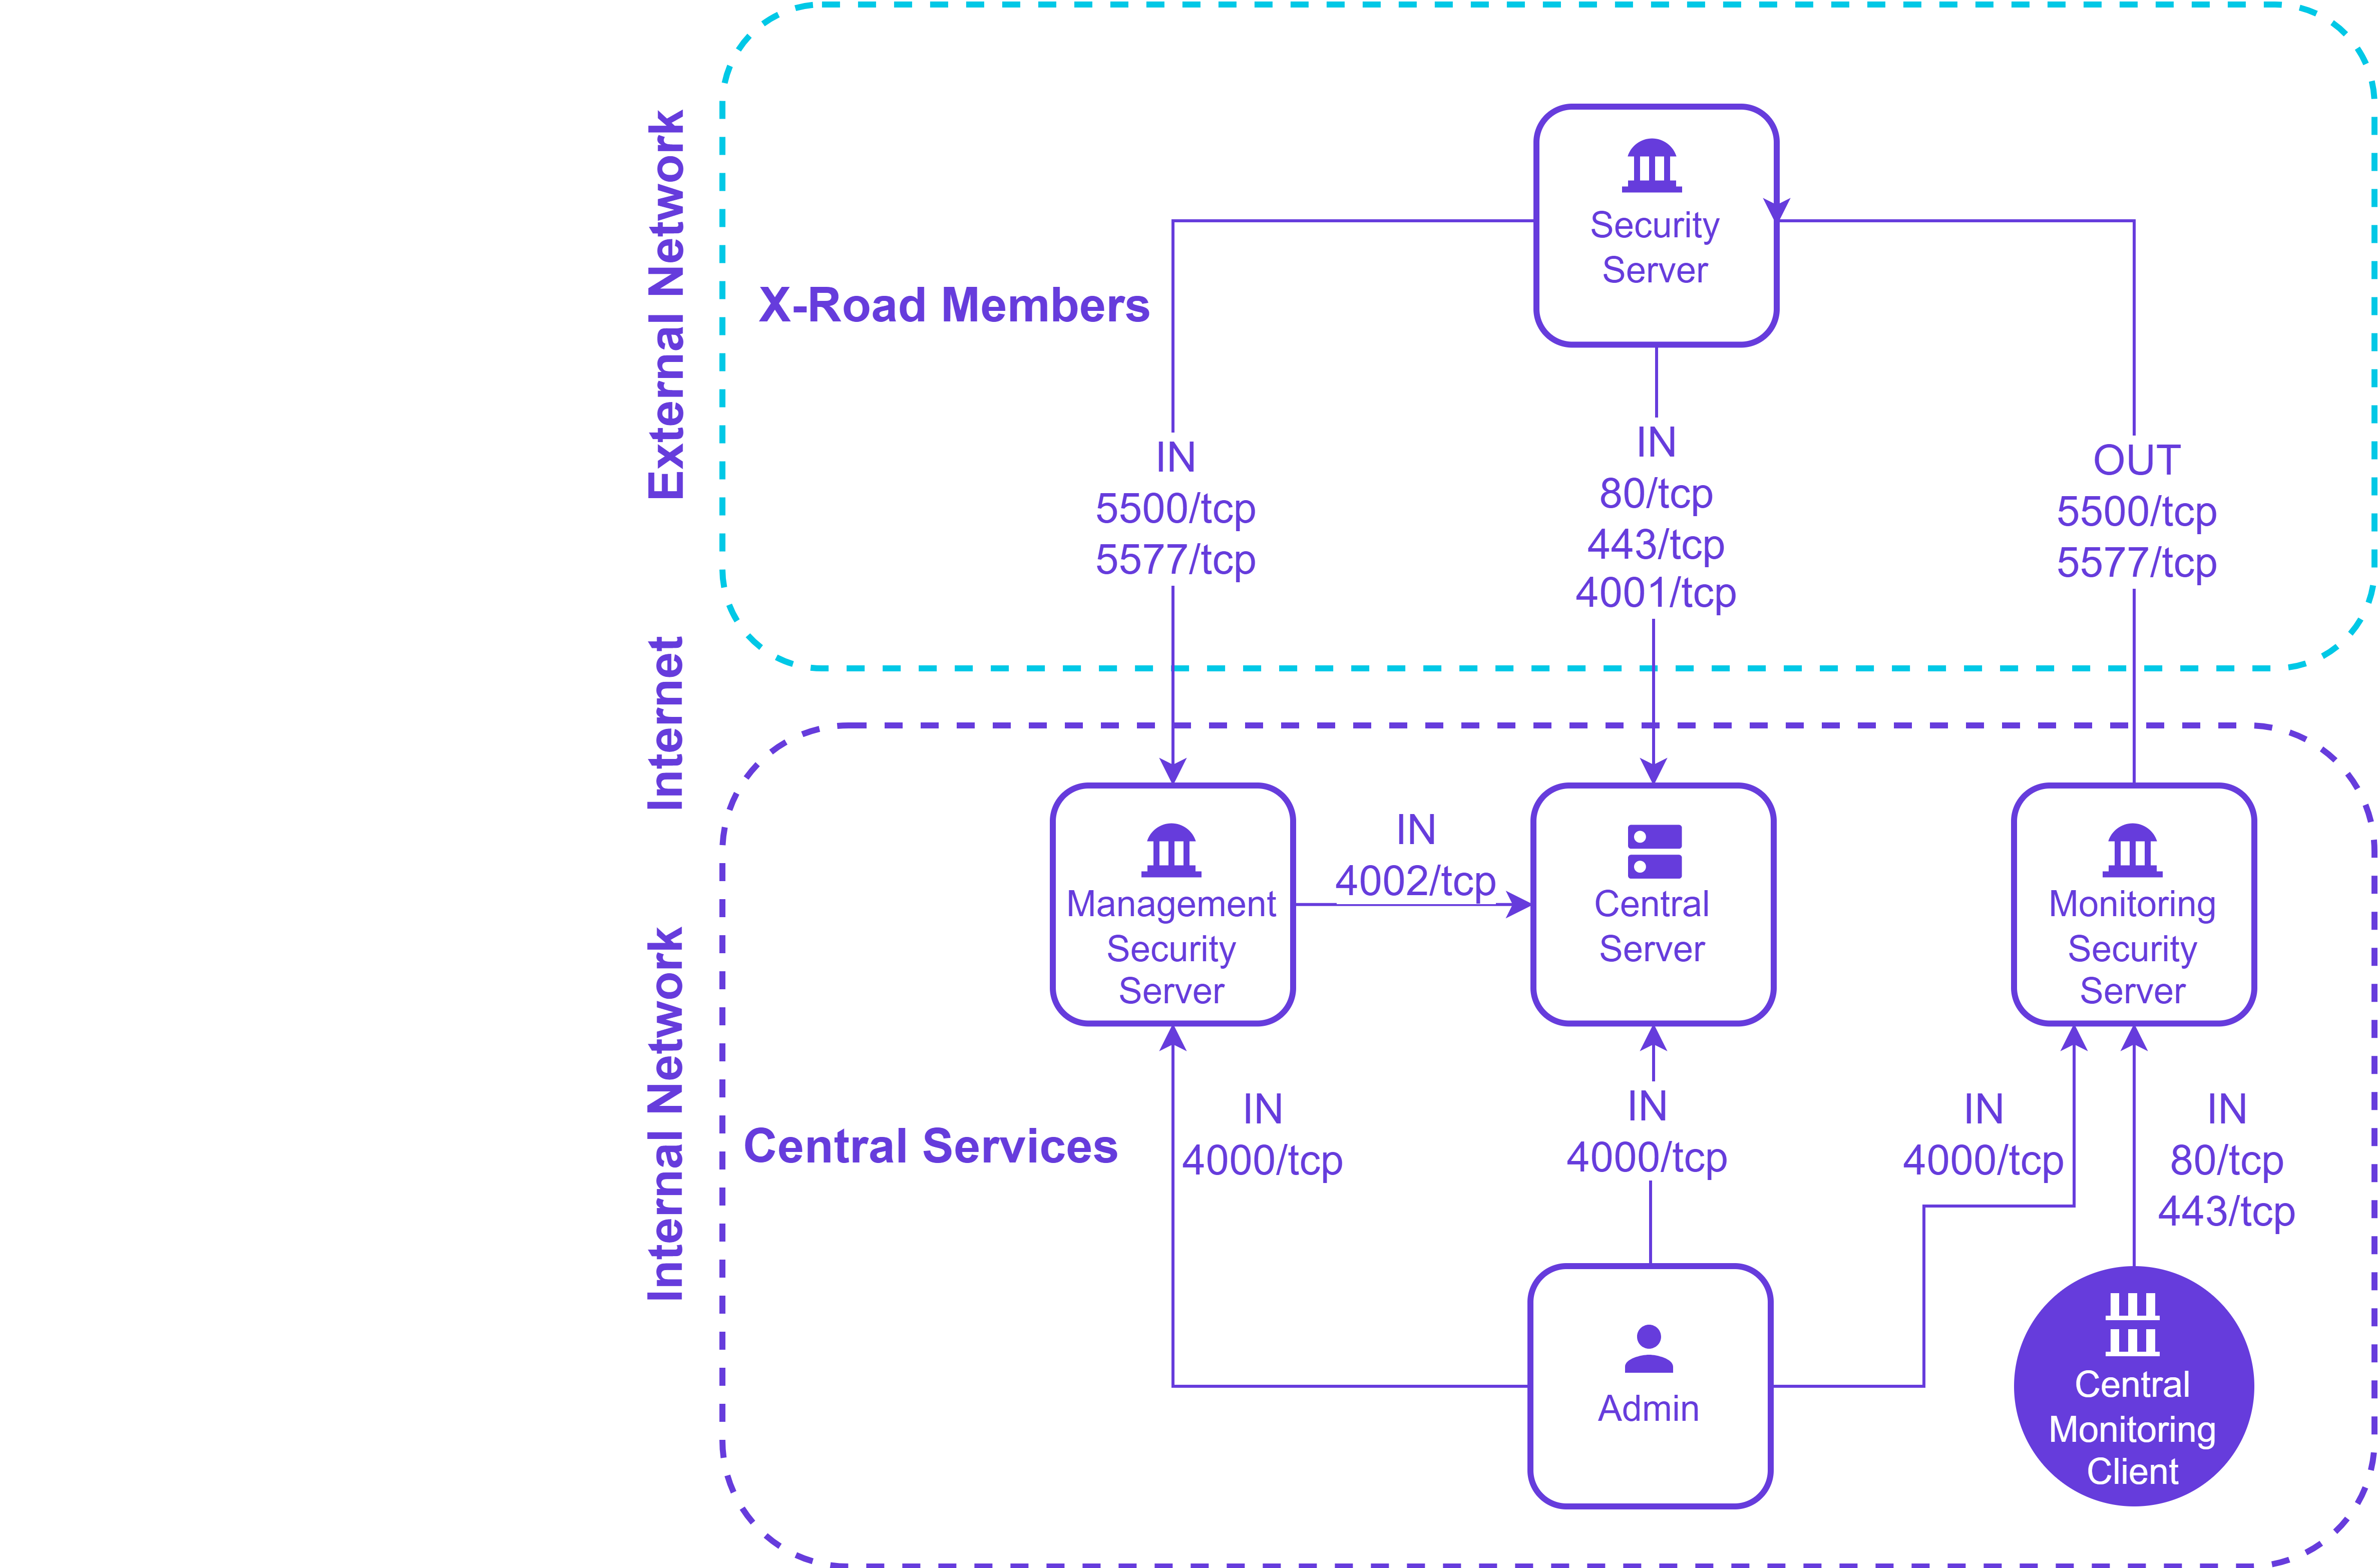 External Network
Internet
Internal Network
X-Road Members
Security
Server
IN
5500/tcp
5577/tcp
IN
80/tcp
443/tcp
4001/tcp
OUT
5500/tcp
5577/tcp
Management
Security
Server
IN
4002/tcp
Central
Server
Monitoring
Security
Server
Central Services
IN
4000/tcp
IN
4000/tcp
IN
4000/tcp
IN
80/tcp
443/tcp
Admin
Central
Monitoring
Client